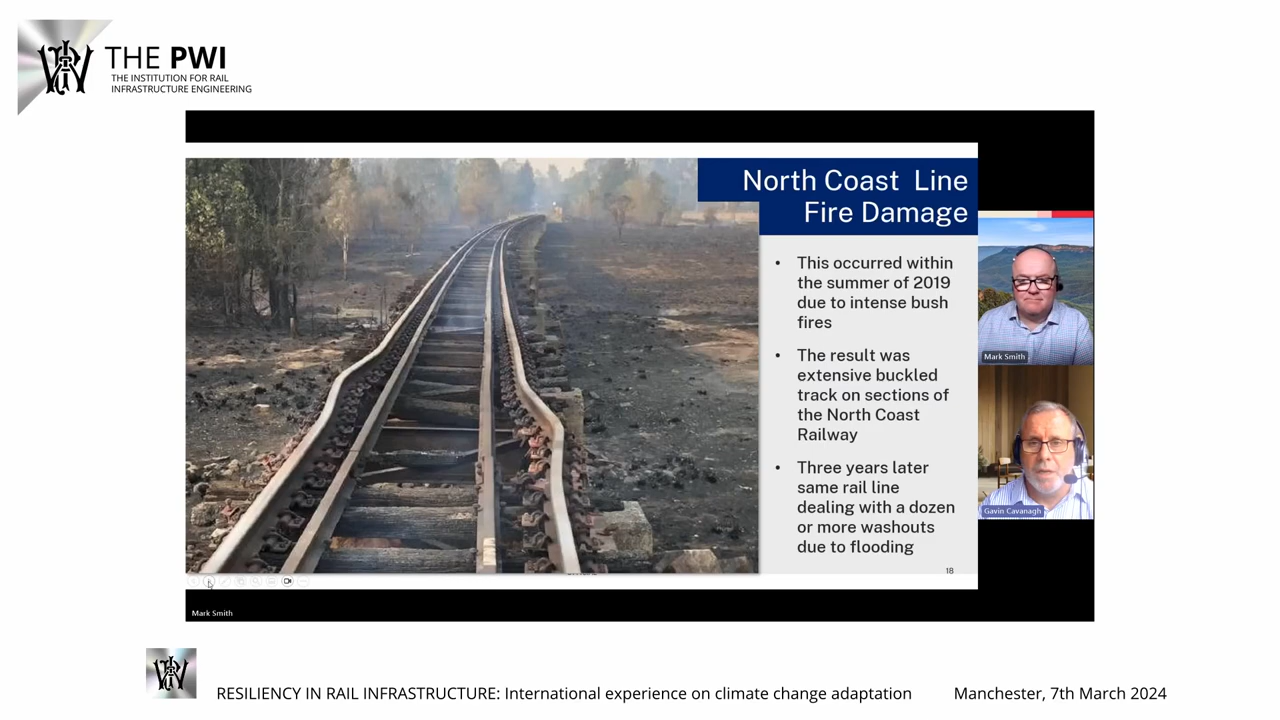 THE PWI
THE INSTITUTION FOR RAIL
INFRASTRUCTURE ENGINEERING
North Coast Line
Fire Damage
• This occurred within
the summer of 2019
due to intense bush
fires
• The result was
extensive buckled
track on sections of
the North Coast
Railway
• Three years later
same rail line
dealing with a dozen
or more washouts
due to flooding
18
Mark Smith
Gavin Cavanagh
Mark Smith
RESILIENCY IN RAIL INFRASTRUCTURE: International experience on climate change adaptation
Manchester, 7th March 2024